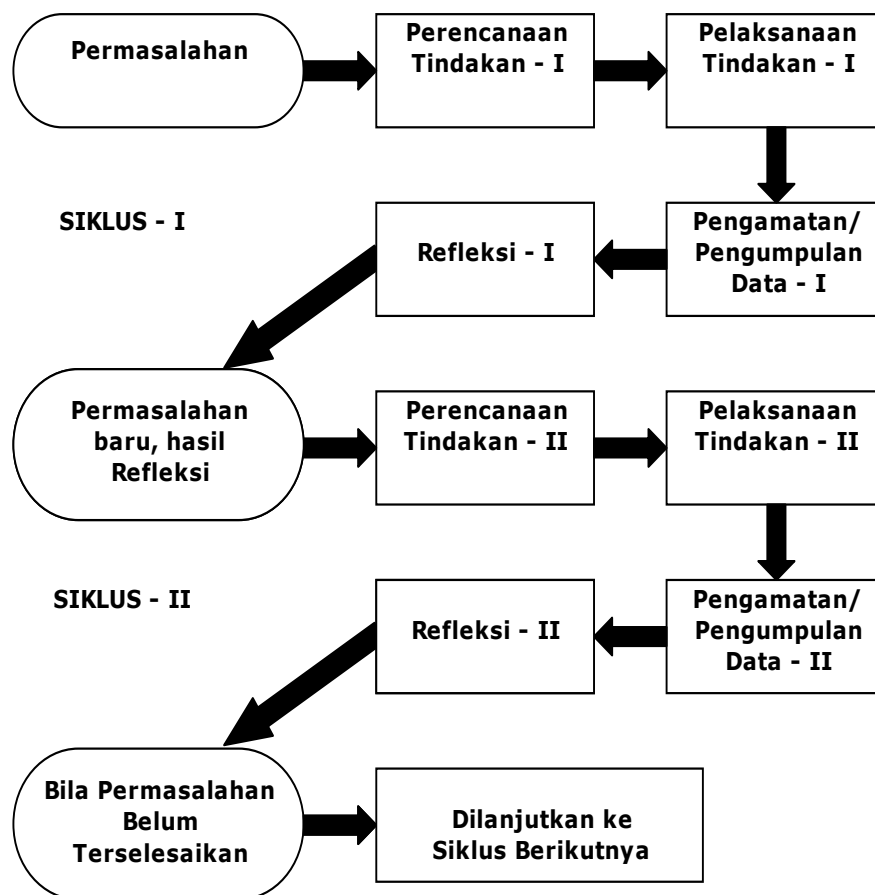 Permasalahan
Perencanaan
Tindakan - I
Pelaksanaan
Tindakan - I
SIKLUS - I
Refleksi - I
Pengamatan/
Pengumpulan
Data - I
Permasalahan
baru, hasil
Refleksi
Perencanaan
Tindakan - II
Pelaksanaan
Tindakan - II
SIKLUS - II
Refleksi - II
Pengamatan/
Pengumpulan
Data - II
Bila Permasalahan
Belum
Terselesaikan
Dilanjutkan ke
Siklus Berikutnya